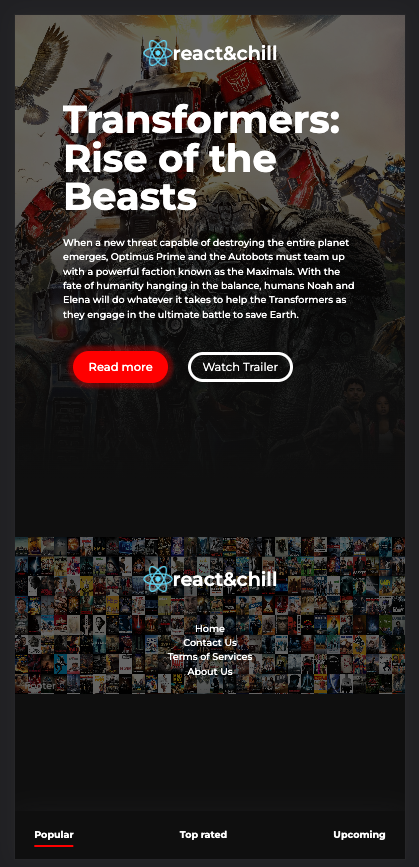 react&chill
Transformers:
Rise of the
Beasts
When a new threat capable of destroying the entire planet
emerges, Optimus Prime and the Autobots must team up
with a powerful faction known as the Maximals. With the
fate of humanity hanging in the balance, humans Noah and
Elena will do whatever it takes to help the Transformers as
they engage in the ultimate battle to save Earth.
Read more
Watch Trailer
react&chill
Home
Contact Us
Terms of Services
About Us
Popular
Top rated
Upcoming